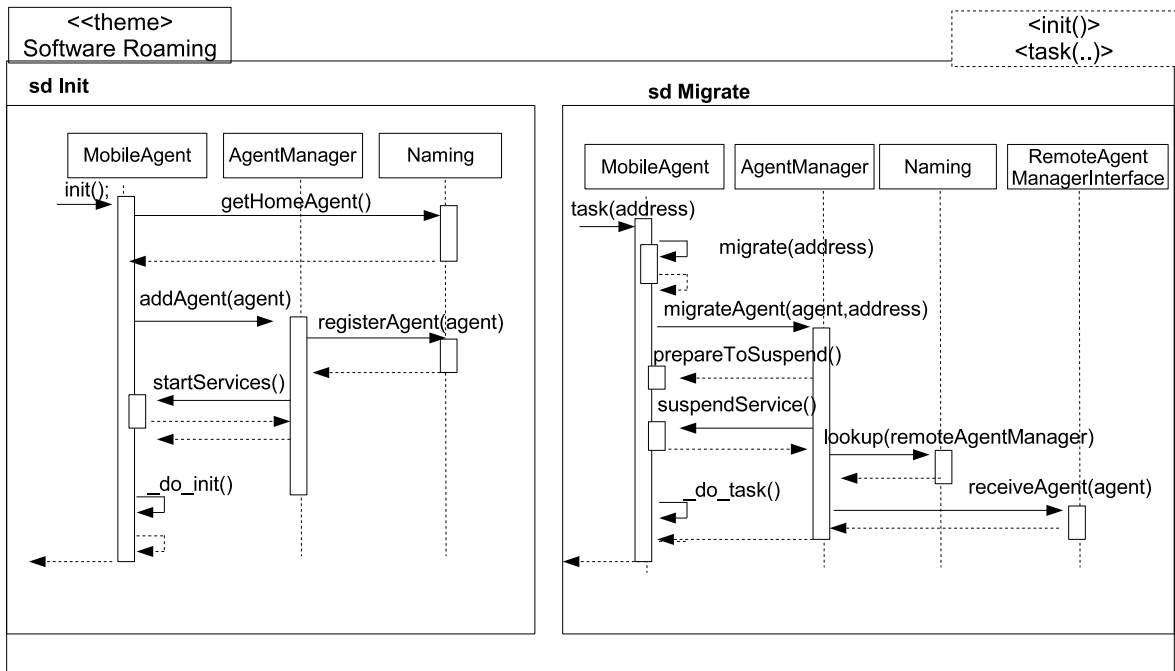 <<theme>
Software Roaming
<init()>
<task(..)>
sd Init
MobileAgent
AgentManager
Naming
init();
getHomeAgent()
addAgent(agent)
registerAgent(agent)
startServices()
_do_init()
sd Migrate
MobileAgent
AgentManager
Naming
RemoteAgent
ManagerInterface
task(address)
migrate(address)
migrateAgent(agent,address)
prepareToSuspend()
suspendService()
lookup(remoteAgentManager)
_do_task()
receiveAgent(agent)